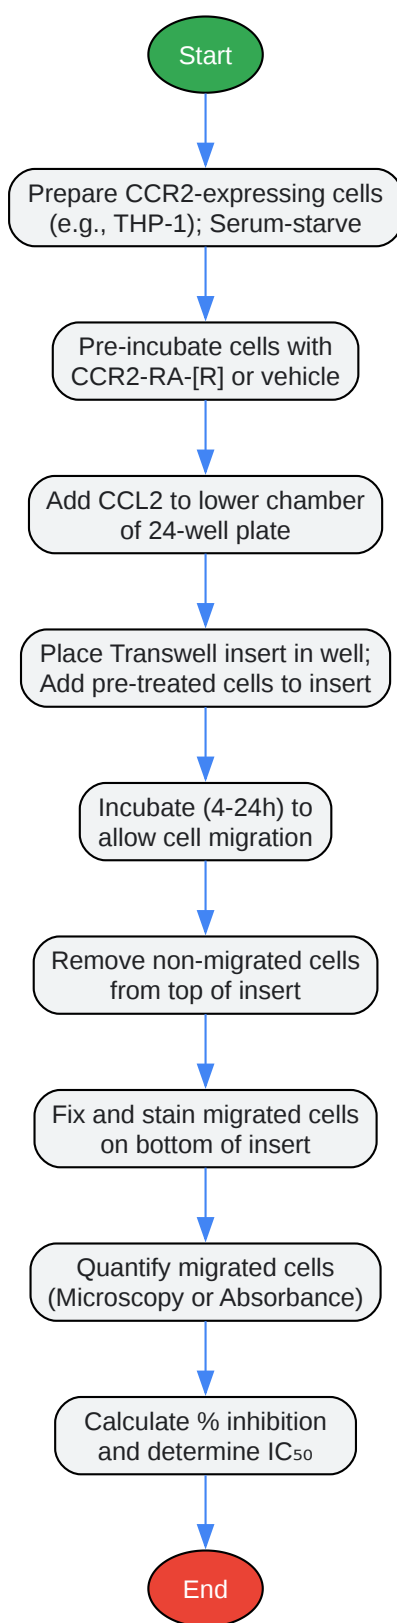 Start
Prepare CCR2-expressing cells
(e.g., THP-1); Serum-starve
Pre-incubate cells with
CCR2-RA-[R] or vehicle
Add CCL2 to lower chamber
of 24-well plate
Place Transwell insert in well;
Add pre-treated cells to insert
Incubate (4-24h) to
allow cell migration
Remove non-migrated cells
from top of insert
Fix and stain migrated cells
on bottom of insert
Quantify migrated cells
(Microscopy or Absorbance)
Calculate % inhibition
and determine IC₅₀
End